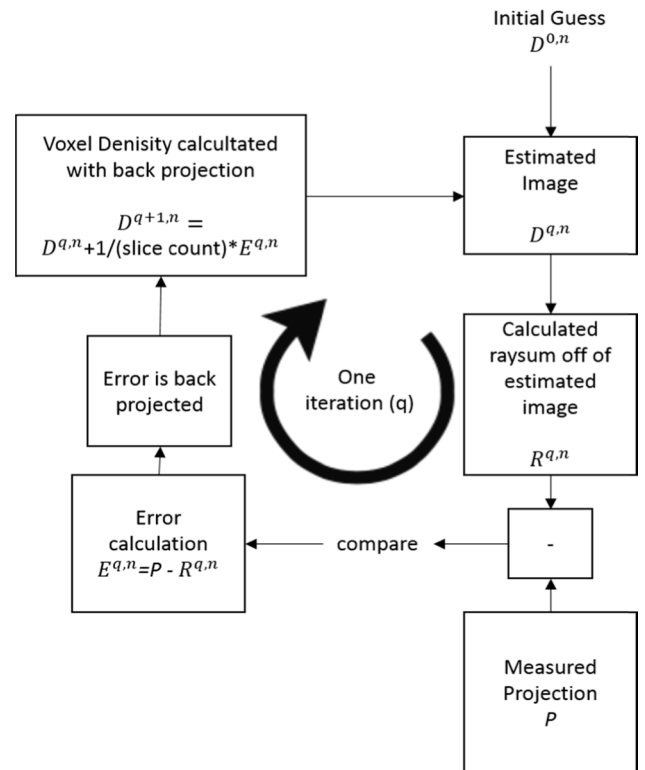 Initial Guess
D^{0,n}
Voxel Denisity calcultated
with back projection
D^{q+1,n} =
D^{q,n}+1/(slice count)*E^{q,n}
Estimated
Image
D^{q,n}
Calculated
raysum off of
estimated
image
R^{q,n}
One
iteration (q)
Error is back
projected
Error
calculation
E^{q,n}=P - R^{q,n}
compare
-
Measured
Projection
P